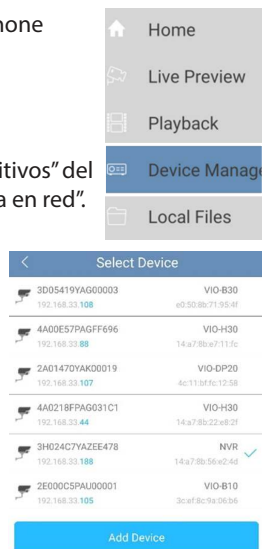 none
Home
Live Preview
Playback
itivos" del
a en red".
Device Manag
Local Files
Select Device
3D05419YAG00003 VIO-B30
192.168.33.108 e0:50:8b:71:95:4f
4A00E57PAGFF696 VIO-H30
192.168.33.88 14:a7:8b:e7:11:fc
2A01470YAK00019 VIO-DP20
192.168.33.107 4c:11:bf:fc:12:58
4A0218FPAG031C1 VIO-H30
192.168.33.44 14:a7:8b:22:e8:2f
3H024C7YAZEE478 NVR
192.168.33.188 14:a7:8b:56:e2:4d
2E000C5PAU00001 VIO-B10
192.168.33.105 3c:ef:8c:9a:06:b6
Add Device